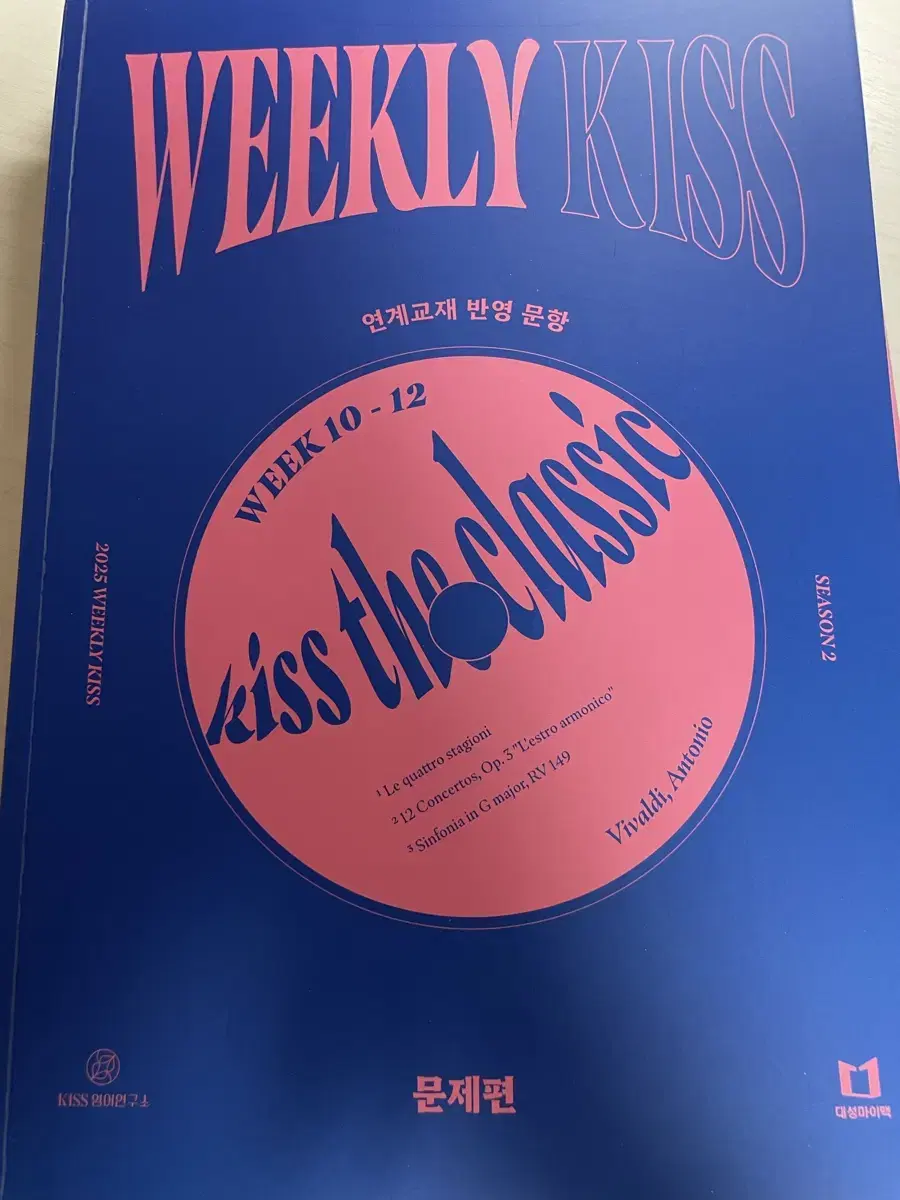 WEEKLY KISS
연계교재 반영 문항
WEEK 10 - 12
kiss the classic
2025 WEEKLY KISS
SEASON 2
¹ Le quattro stagioni
² 12 Concertos, Op. 3 "L'estro armonico"
³ Sinfonia in G major, RV 149
Vivaldi, Antonio
KISS 영어연구소
문제편
대성마이맥